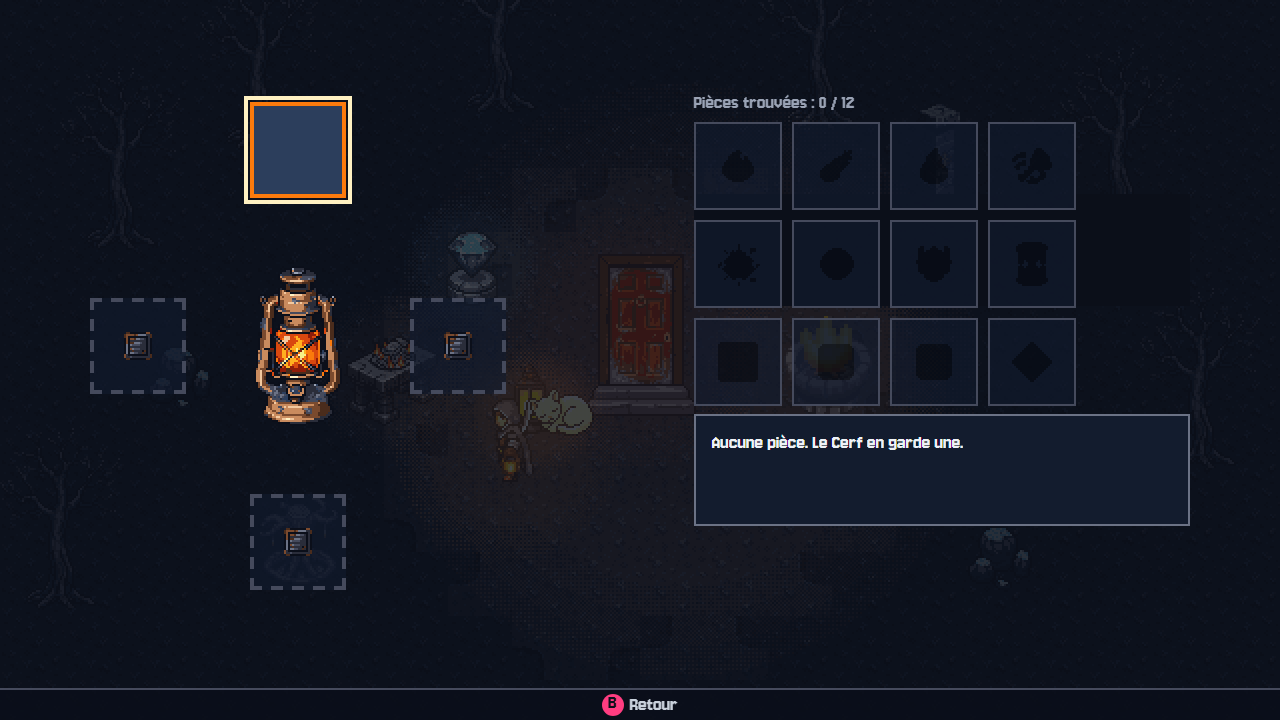 Pièces trouvées : 0 / 12
Aucune pièce. Le Cerf en garde une.
B Retour